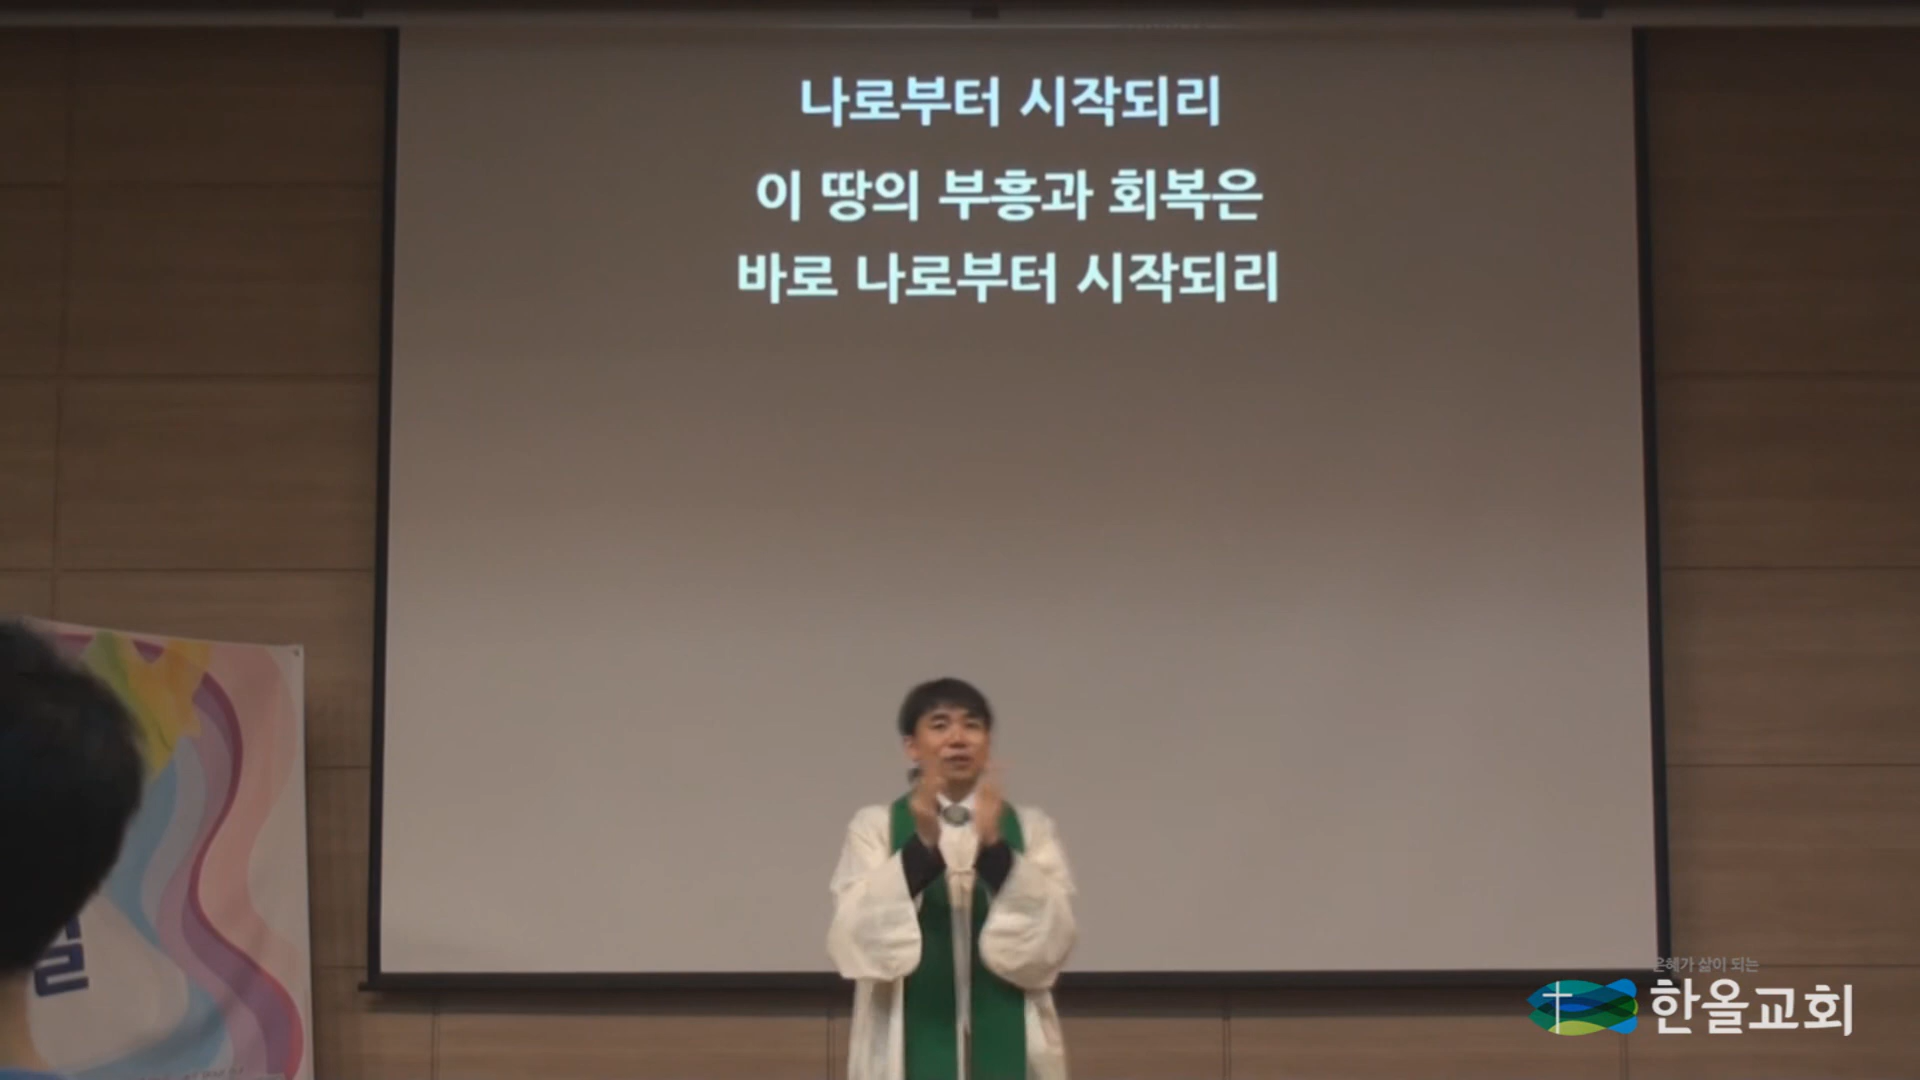 나로부터 시작되리
이 땅의 부흥과 회복은
바로 나로부터 시작되리
은혜가 삶이 되는
한올교회